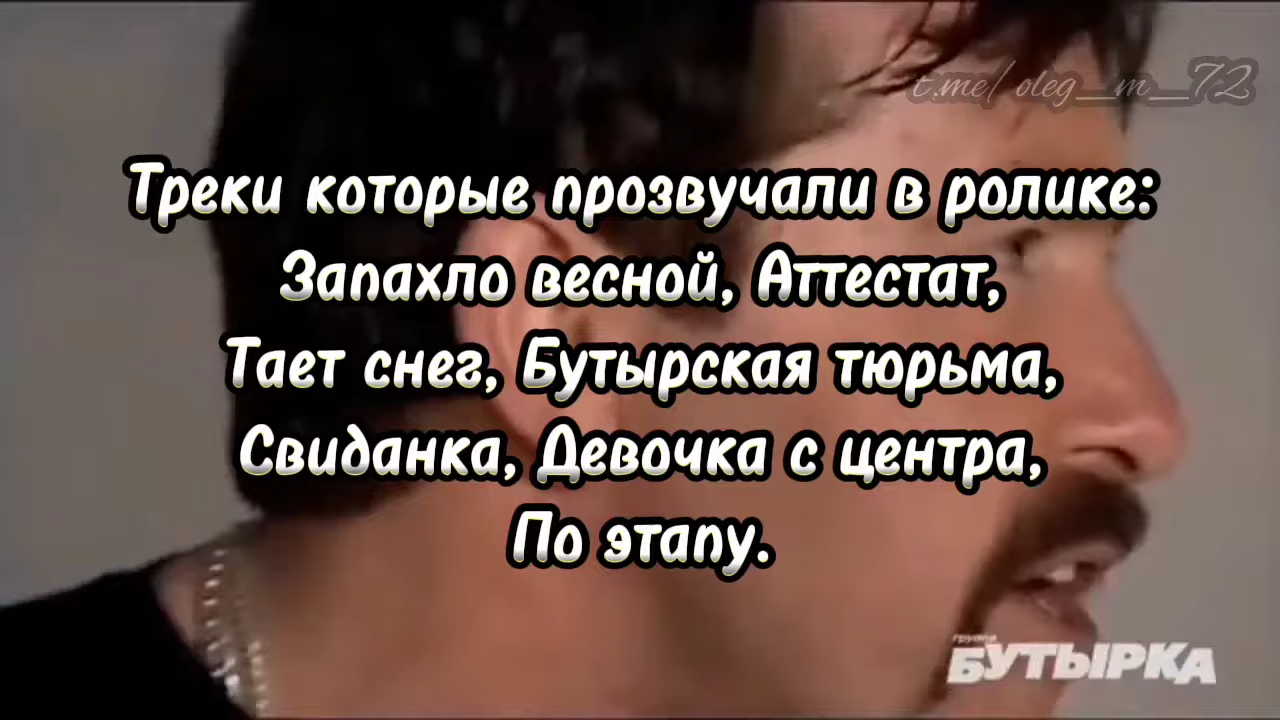 t.me/oleg_m_72
Треки которые прозвучали в ролике:
Запахло весной, Аттестат,
Тает снег, Бутырская тюрьма,
Свиданка, Девочка с центра,
По этапу.
группа
БУТЫРКА